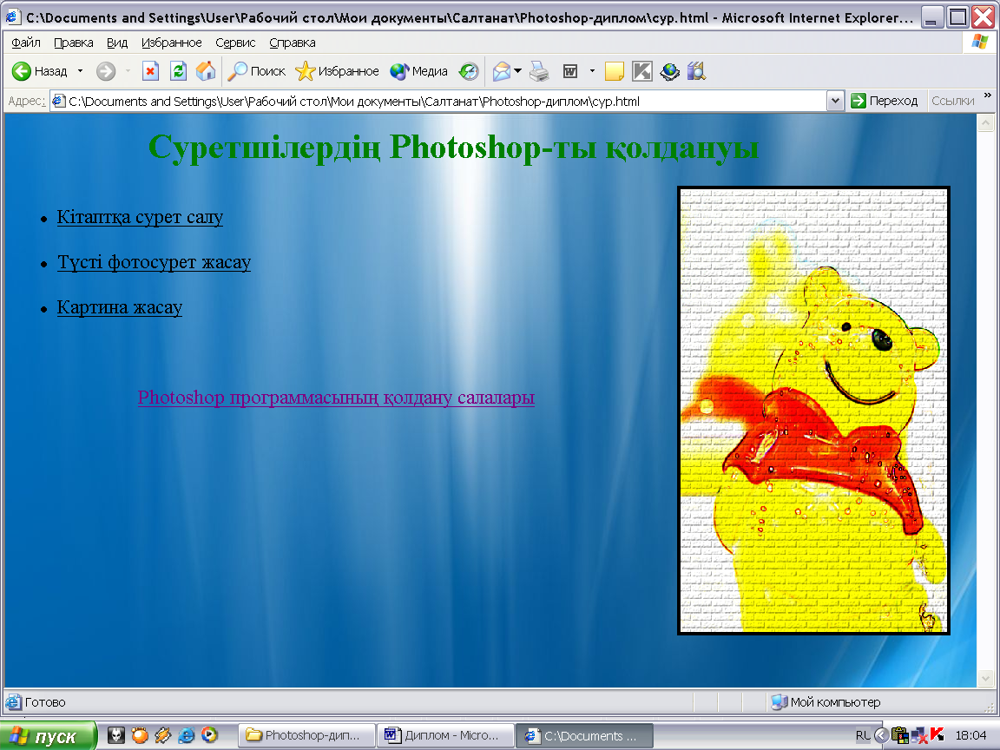 C:\Documents and Settings\User\Рабочий стол\Мои документы\Салтанат\Photoshop-диплом\сур.html - Microsoft Internet Explorer...
Файл Правка Вид Избранное Сервис Справка
Назад Поиск Избранное Медиа
Адрес: C:\Documents and Settings\User\Рабочий стол\Мои документы\Салтанат\Photoshop-диплом\сур.html Переход Ссылки »
Суретшілердің Photoshop-ты қолдануы
Кітаптқа сурет салу
Түсті фотосурет жасау
Картина жасау
Photoshop программасының қолдану салалары
Готово Мой компьютер
пуск Photoshop-дип... Диплом - Micro... C:\Documents ... RU 18:04